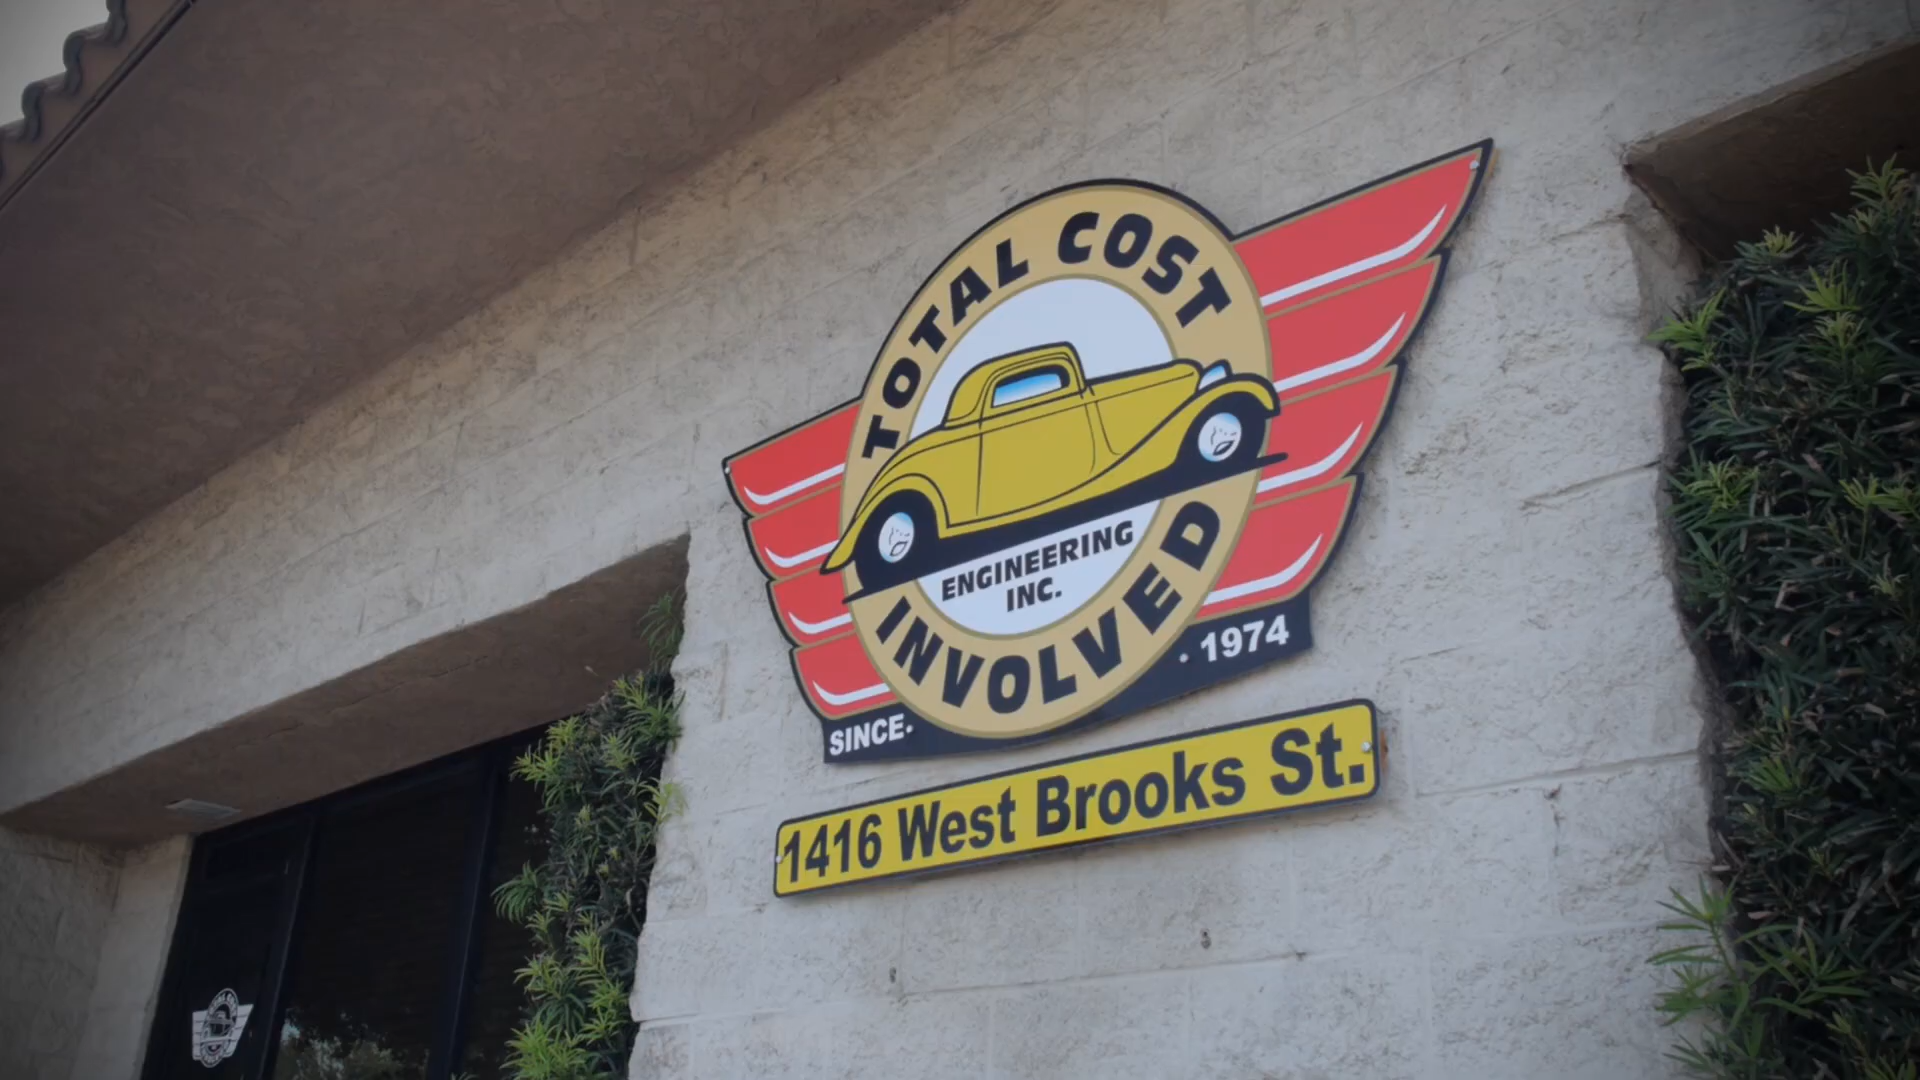 TOTAL COST
ENGINEERING
INC.
INVOLVED
SINCE · 1974
1416 West Brooks St.